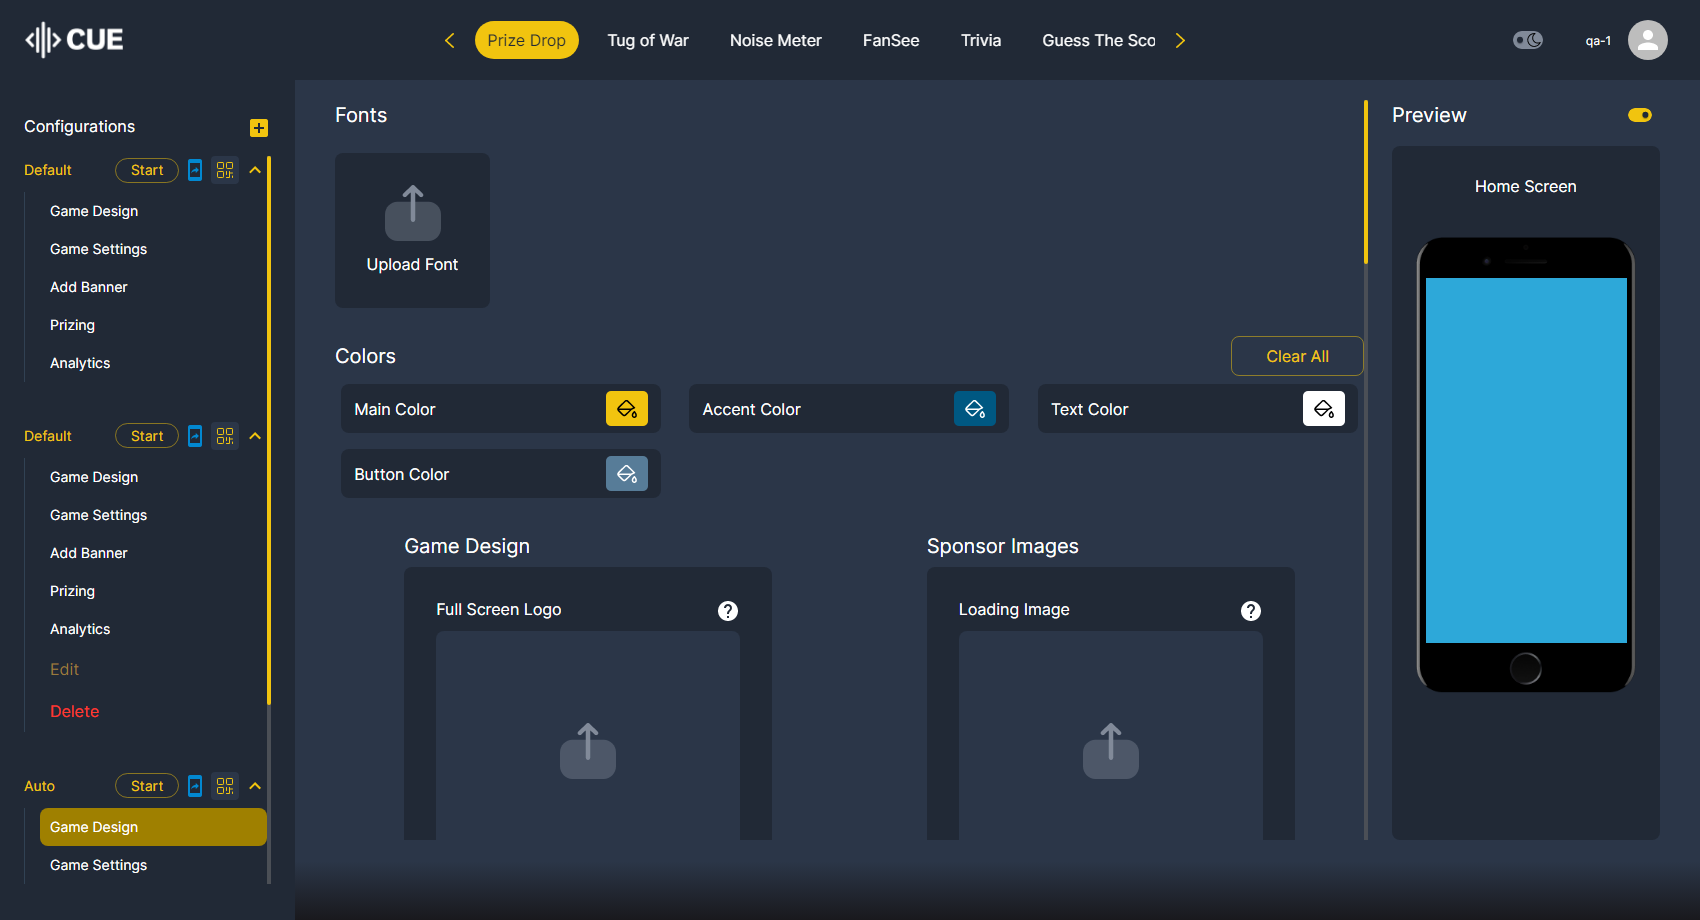 CUE
Prize Drop
Tug of War
Noise Meter
FanSee
Trivia
Guess The Sco
qa-1
Configurations
Default
Start
Game Design
Game Settings
Add Banner
Prizing
Analytics
Default
Start
Game Design
Game Settings
Add Banner
Prizing
Analytics
Edit
Delete
Auto
Start
Game Design
Game Settings
Fonts
Upload Font
Colors
Clear All
Main Color
Accent Color
Text Color
Button Color
Game Design
Full Screen Logo
?
Sponsor Images
Loading Image
?
Preview
Home Screen